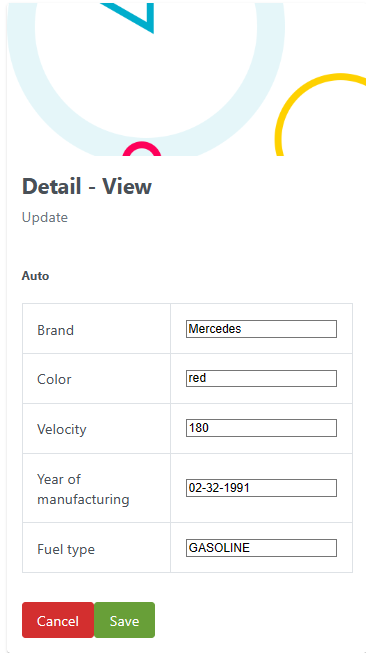 Detail - View
Update
Auto
Brand
Mercedes
Color
red
Velocity
180
Year of
manufacturing
02-32-1991
Fuel type
GASOLINE
Cancel
Save